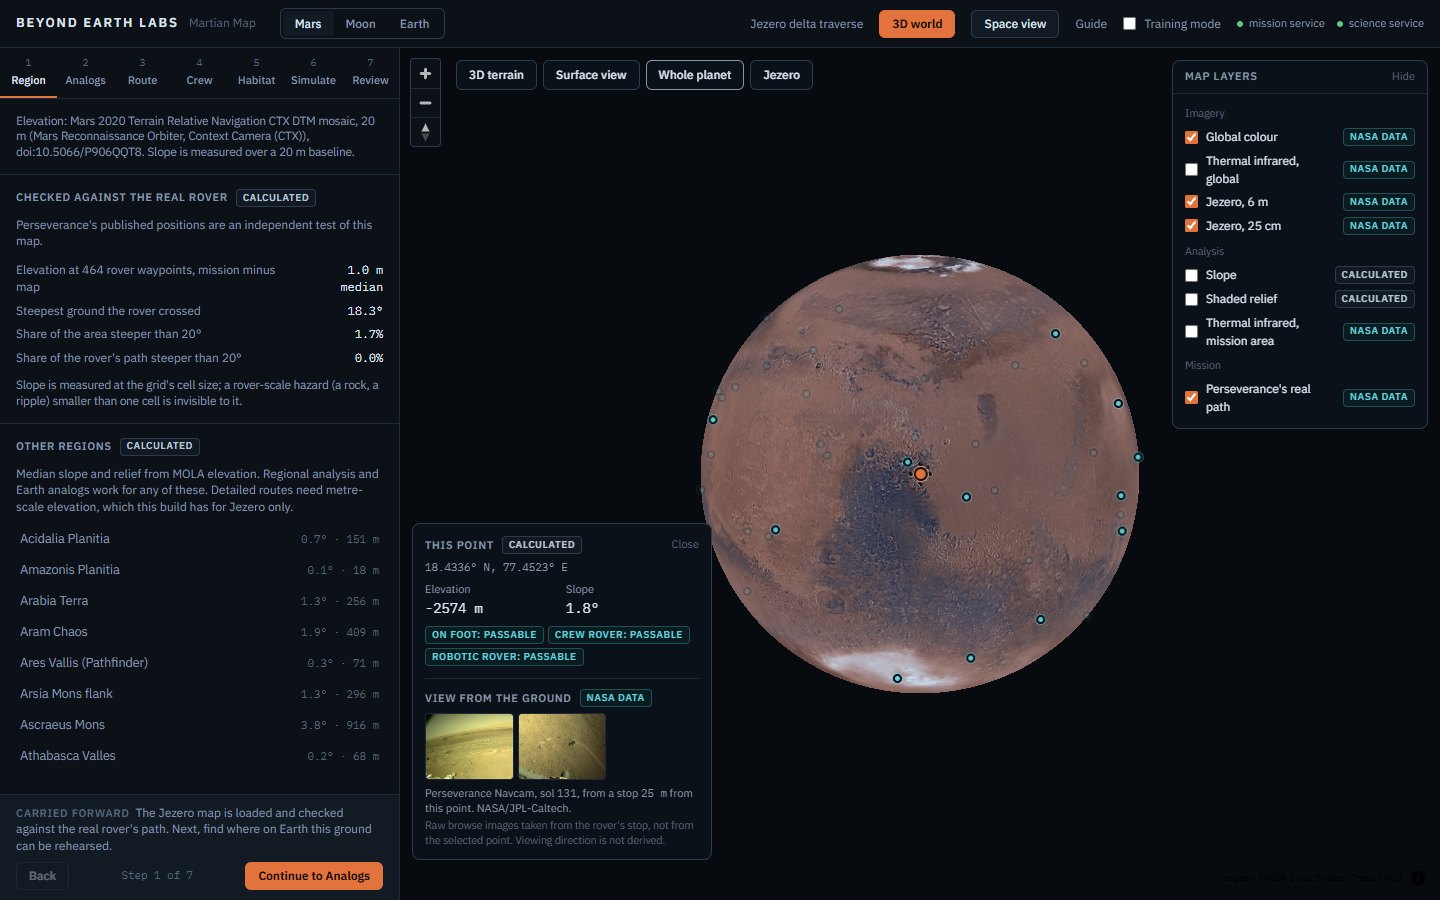 BEYOND EARTH LABS Martian Map Mars Moon Earth Jezero delta traverse 3D world Space view Guide Training mode mission service science service
1 2 3 4 5 6 7
Region Analogs Route Crew Habitat Simulate Review
Elevation: Mars 2020 Terrain Relative Navigation CTX DTM mosaic, 20
m (Mars Reconnaissance Orbiter, Context Camera (CTX)),
doi:10.5066/P906QQT8. Slope is measured over a 20 m baseline.
CHECKED AGAINST THE REAL ROVER CALCULATED
Perseverance's published positions are an independent test of this
map.
Elevation at 464 rover waypoints, mission minus 1.0 m
map median
Steepest ground the rover crossed 18.3°
Share of the area steeper than 20° 1.7%
Share of the rover's path steeper than 20° 0.0%
Slope is measured at the grid's cell size; a rover-scale hazard (a rock, a
ripple) smaller than one cell is invisible to it.
OTHER REGIONS CALCULATED
Median slope and relief from MOLA elevation. Regional analysis and
Earth analogs work for any of these. Detailed routes need metre-
scale elevation, which this build has for Jezero only.
Acidalia Planitia 0.7° · 151 m
Amazonis Planitia 0.1° · 18 m
Arabia Terra 1.3° · 256 m
Aram Chaos 1.9° · 409 m
Ares Vallis (Pathfinder) 0.3° · 71 m
Arsia Mons flank 1.3° · 296 m
Ascraeus Mons 3.8° · 916 m
Athabasca Valles 0.2° · 68 m
CARRIED FORWARD The Jezero map is loaded and checked
against the real rover's path. Next, find where on Earth this ground
can be rehearsed.
Back Step 1 of 7 Continue to Analogs
3D terrain Surface view Whole planet Jezero
THIS POINT CALCULATED Close
18.4336° N, 77.4523° E
Elevation Slope
-2574 m 1.8°
ON FOOT: PASSABLE CREW ROVER: PASSABLE
ROBOTIC ROVER: PASSABLE
VIEW FROM THE GROUND NASA DATA
Perseverance Navcam, sol 131, from a stop 25 m from
this point. NASA/JPL-Caltech.
Raw browse images taken from the rover's stop, not from
the selected point. Viewing direction is not derived.
MAP LAYERS Hide
Imagery
Global colour NASA DATA
Thermal infrared,
global NASA DATA
Jezero, 6 m NASA DATA
Jezero, 25 cm NASA DATA
Analysis
Slope CALCULATED
Shaded relief CALCULATED
Thermal infrared,
mission area NASA DATA
Mission
Perseverance's real
path NASA DATA